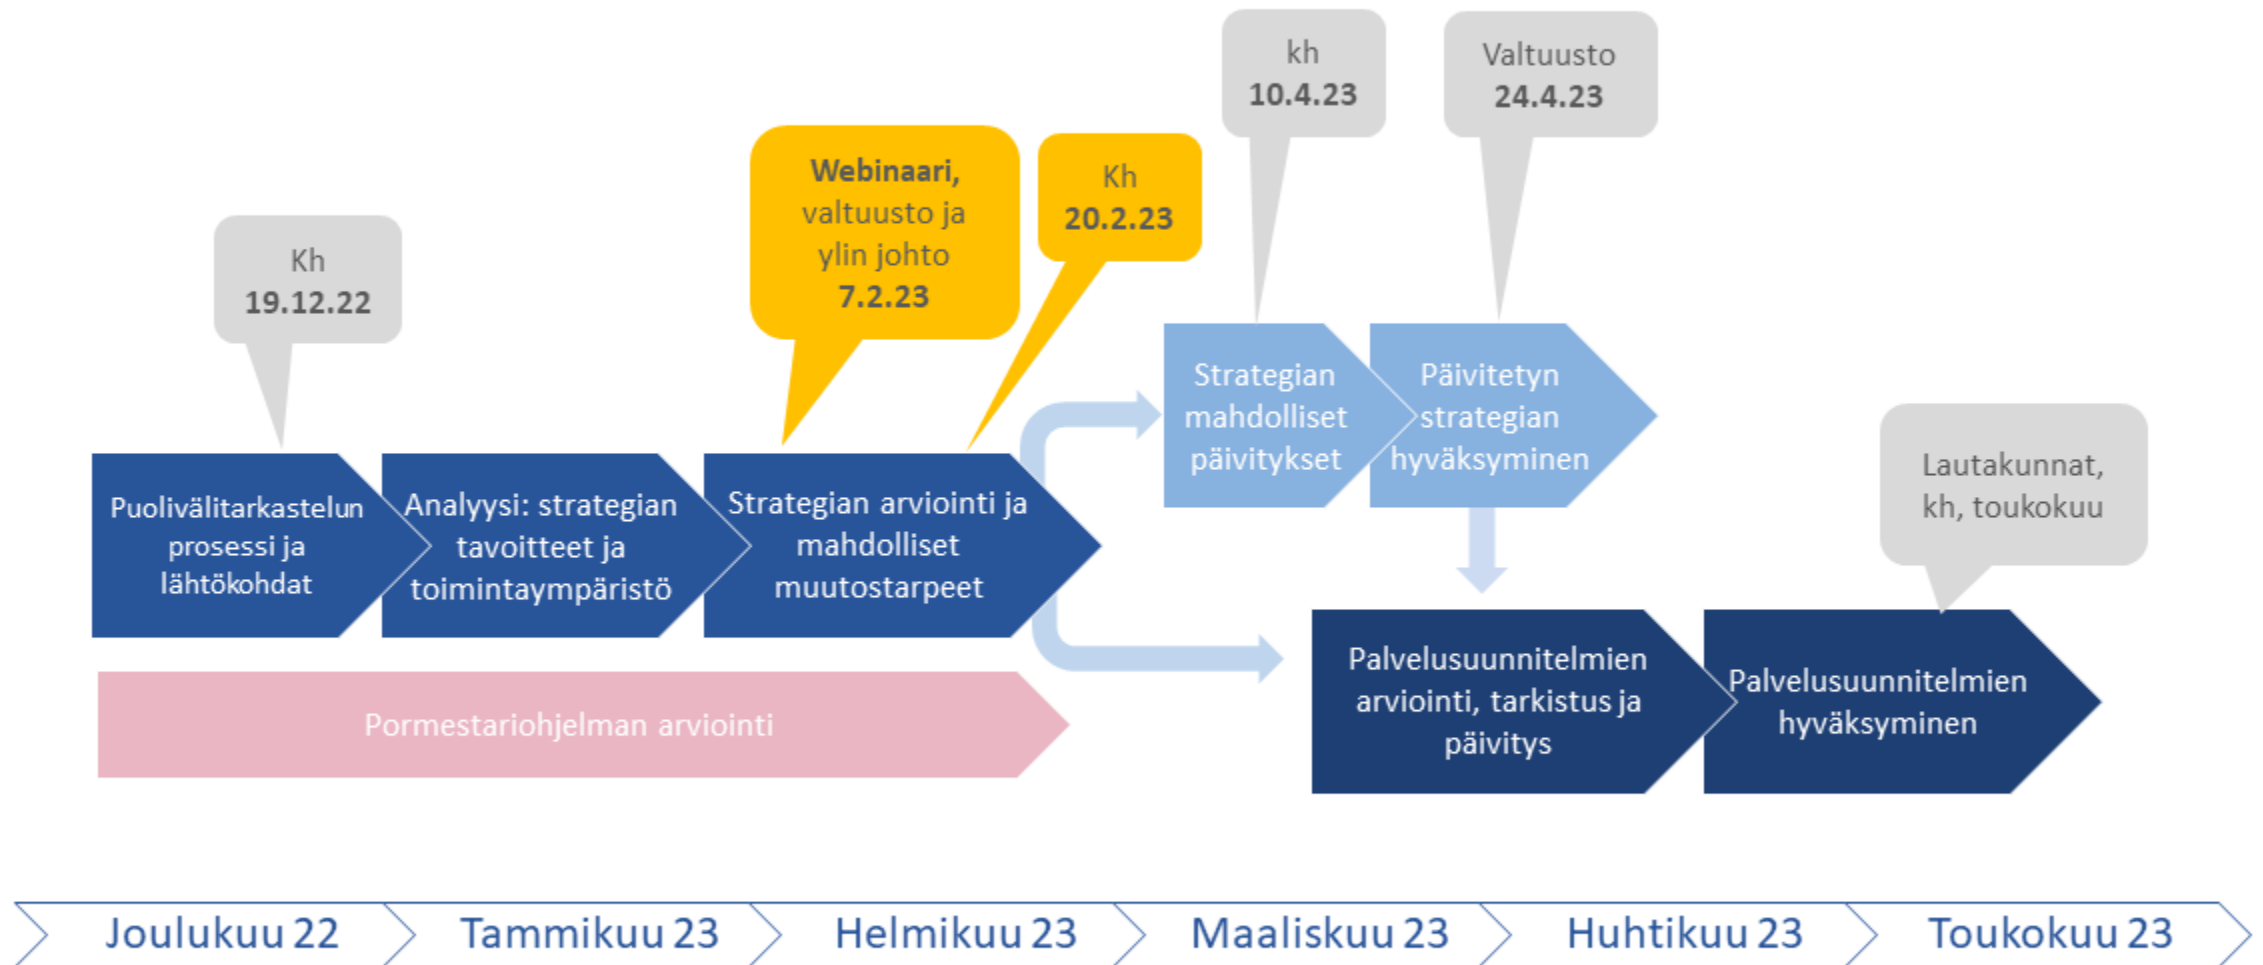 kh
10.4.23
Valtuusto
24.4.23
Webinaari,
valtuusto ja
ylin johto
7.2.23
Kh
20.2.23
Kh
19.12.22
Strategian
mahdolliset
päivitykset
Päivitetyn
strategian
hyväksyminen
Lautakunnat,
kh, toukokuu
Puolivälitarkastelun
prosessi ja
lähtökohdat
Analyysi: strategian
tavoitteet ja
toimintaympäristö
Strategian arviointi ja
mahdolliset
muutostarpeet
Palvelusuunnitelmien
arviointi, tarkistus ja
päivitys
Palvelusuunnitelmien
hyväksyminen
Pormestariohjelman arviointi
Joulukuu 22
Tammikuu 23
Helmikuu 23
Maaliskuu 23
Huhtikuu 23
Toukokuu 23